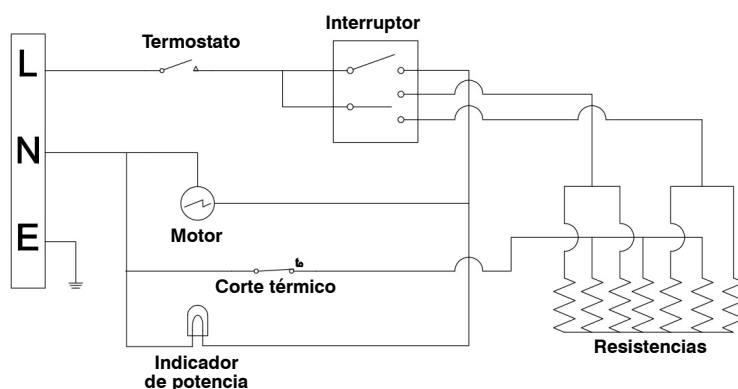 Interruptor
Termostato
L
N
E
Motor
Corte térmico
Indicador
de potencia
Resistencias